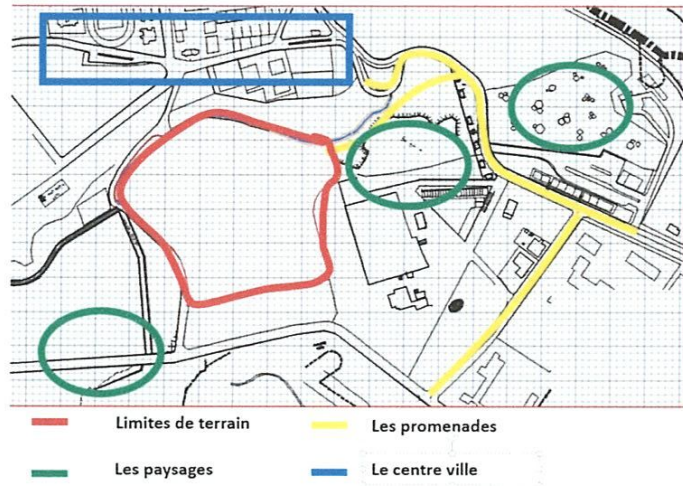 Limites de terrain
Les promenades
Les paysages
Le centre ville